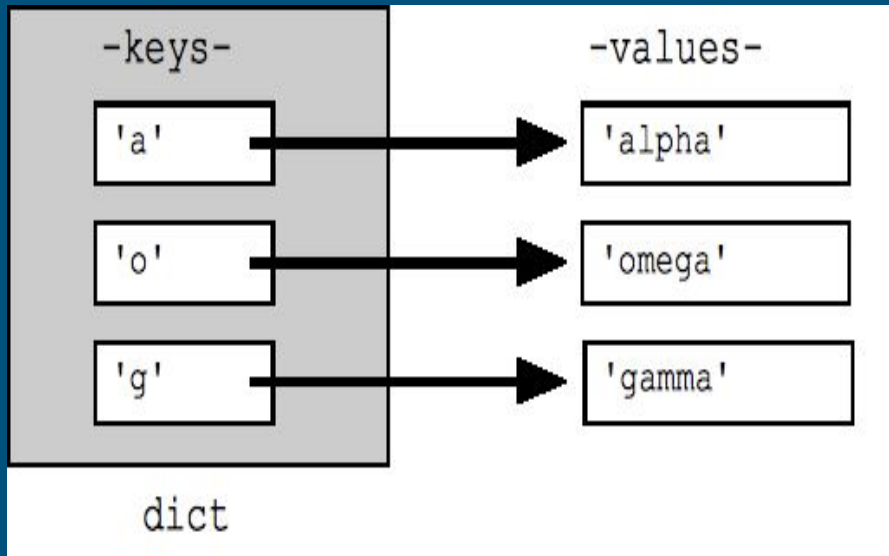 -keys- -values-
'a' 'alpha'
'o' 'omega'
'g' 'gamma'
dict